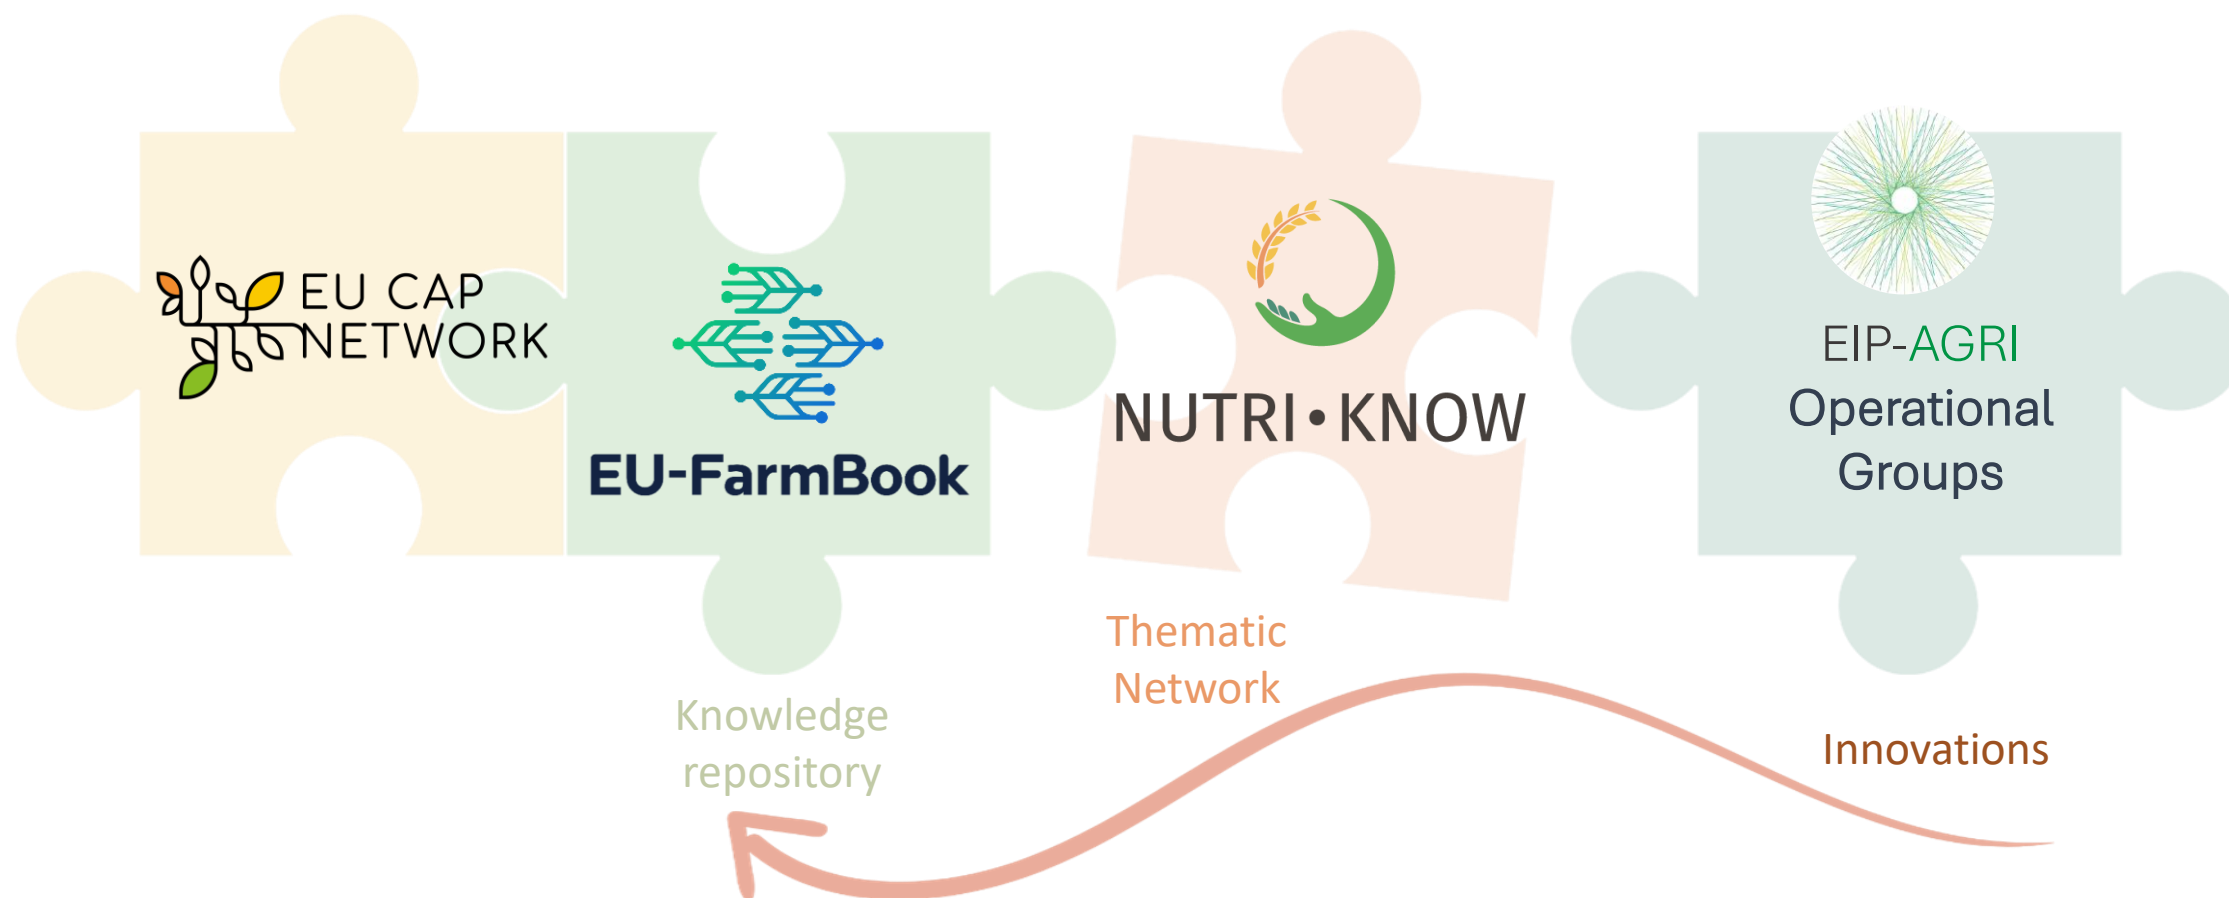 EU CAP
NETWORK
EU-FarmBook
Knowledge
repository
NUTRI•KNOW
Thematic
Network
EIP-AGRI
Operational
Groups
Innovations